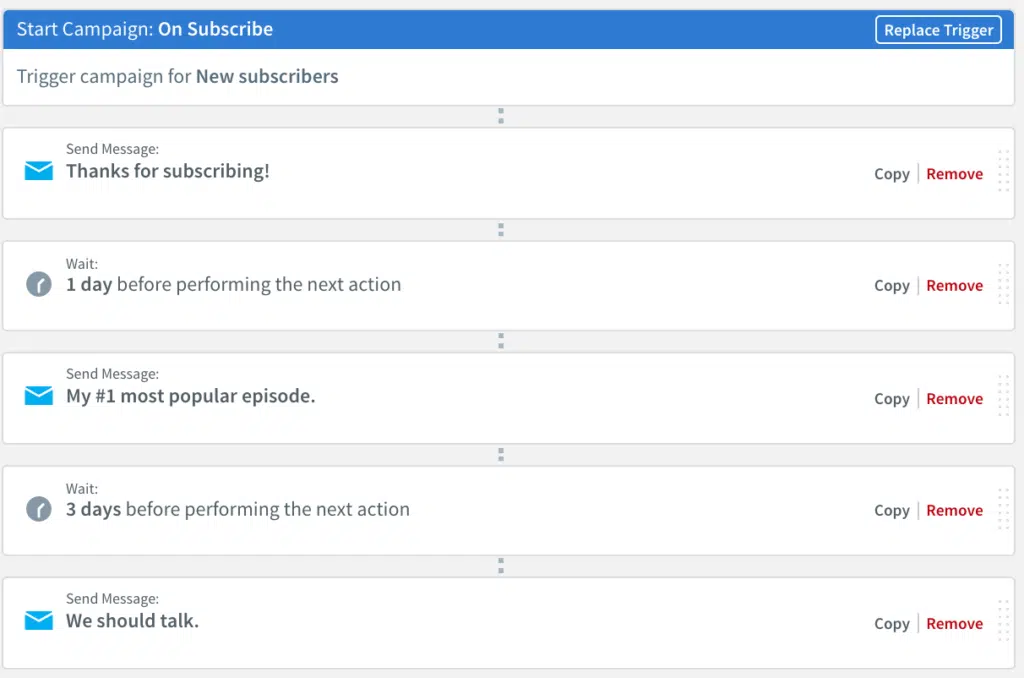 Start Campaign: On Subscribe
Replace Trigger
Trigger campaign for New subscribers
Send Message:
Thanks for subscribing!
Copy | Remove
Wait:
1 day before performing the next action
Copy | Remove
Send Message:
My #1 most popular episode.
Copy | Remove
Wait:
3 days before performing the next action
Copy | Remove
Send Message:
We should talk.
Copy | Remove